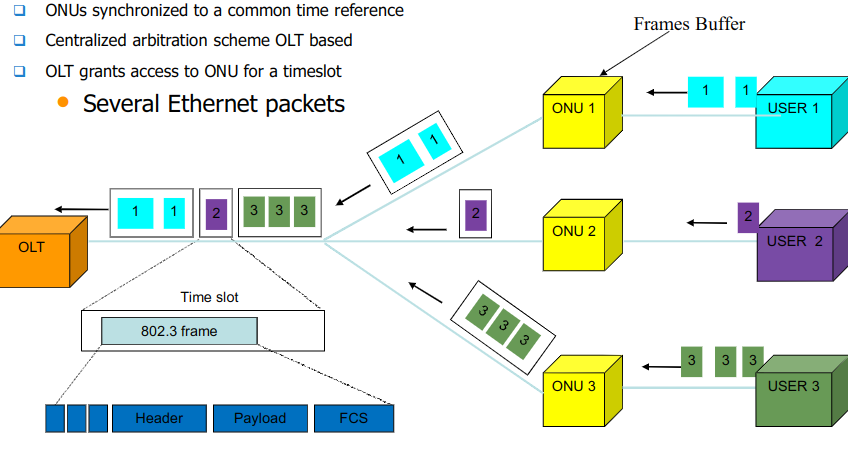 ONUs synchronized to a common time reference
Centralized arbitration scheme OLT based
OLT grants access to ONU for a timeslot
Several Ethernet packets
Frames Buffer
1 1
USER 1
ONU 1
1 1
1 1
2
3 3 3
2
ONU 2
2
USER 2
OLT
Time slot
802.3 frame
3 3 3
ONU 3
3 3 3
USER 3
Header
Payload
FCS